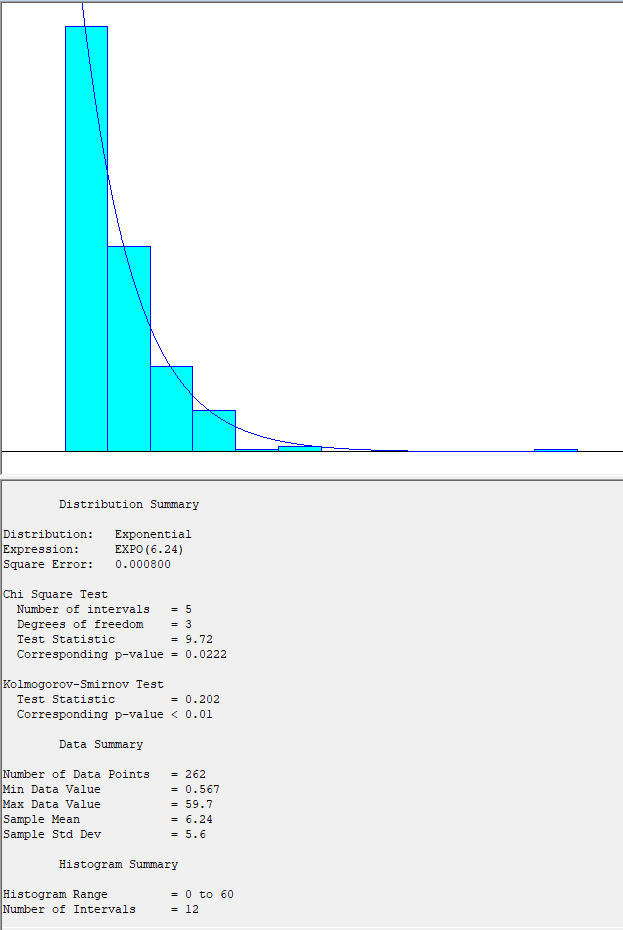 Distribution Summary
Distribution:   Exponential
Expression:     EXPO(6.24)
Square Error:   0.000800
Chi Square Test
  Number of intervals   = 5
  Degrees of freedom    = 3
  Test Statistic        = 9.72
  Corresponding p-value = 0.0222
Kolmogorov-Smirnov Test
  Test Statistic        = 0.202
  Corresponding p-value < 0.01
Data Summary
Number of Data Points   = 262
Min Data Value          = 0.567
Max Data Value          = 59.7
Sample Mean             = 6.24
Sample Std Dev          = 5.6
Histogram Summary
Histogram Range         = 0 to 60
Number of Intervals     = 12